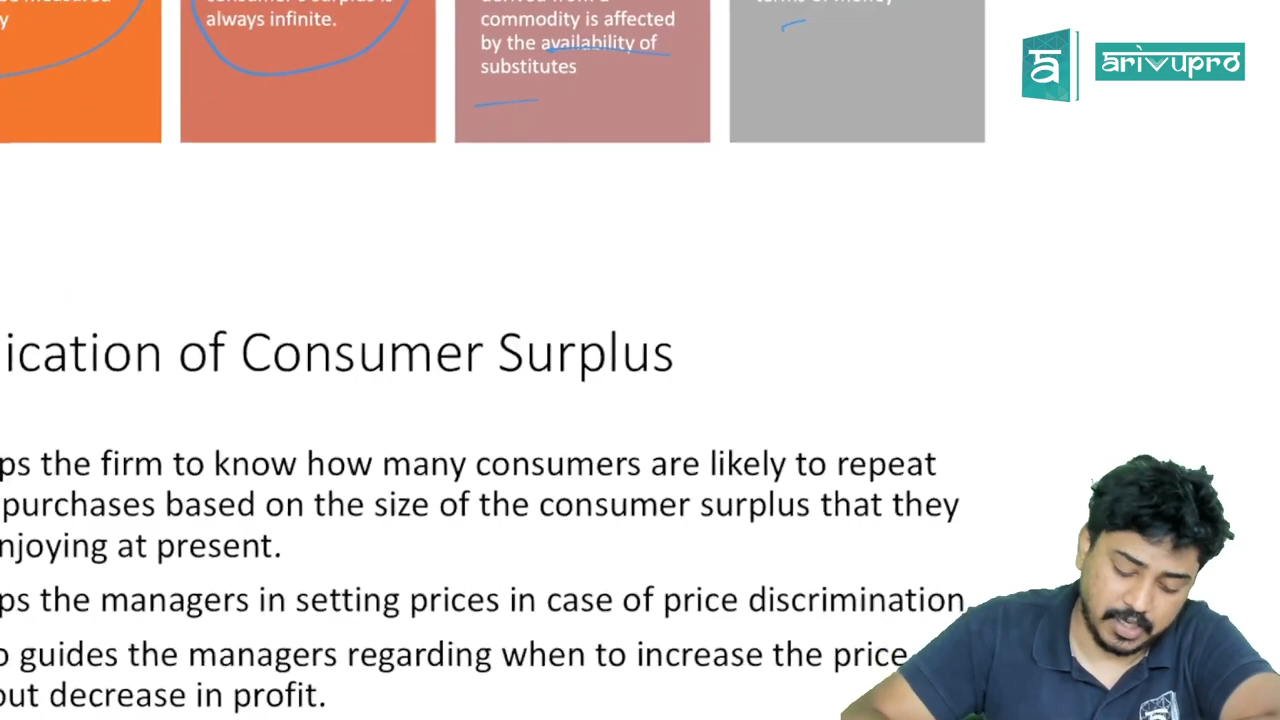 always infinite.
commodity is affected
by the availability of
substitutes
arivupro
ication of Consumer Surplus
ps the firm to know how many consumers are likely to repeat
purchases based on the size of the consumer surplus that they
njoying at present.
ps the managers in setting prices in case of price discrimination
o guides the managers regarding when to increase the price
out decrease in profit.